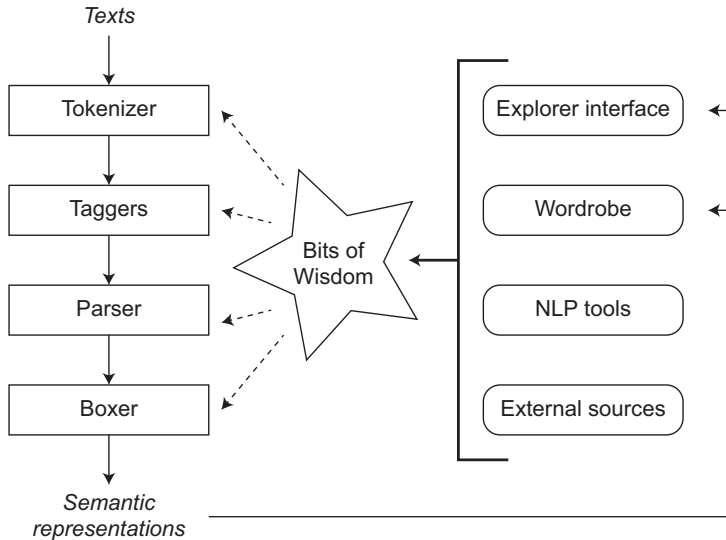 Texts
Tokenizer
Taggers
Parser
Boxer
Semantic
representations
Bits of
Wisdom
Explorer interface
Wordrobe
NLP tools
External sources